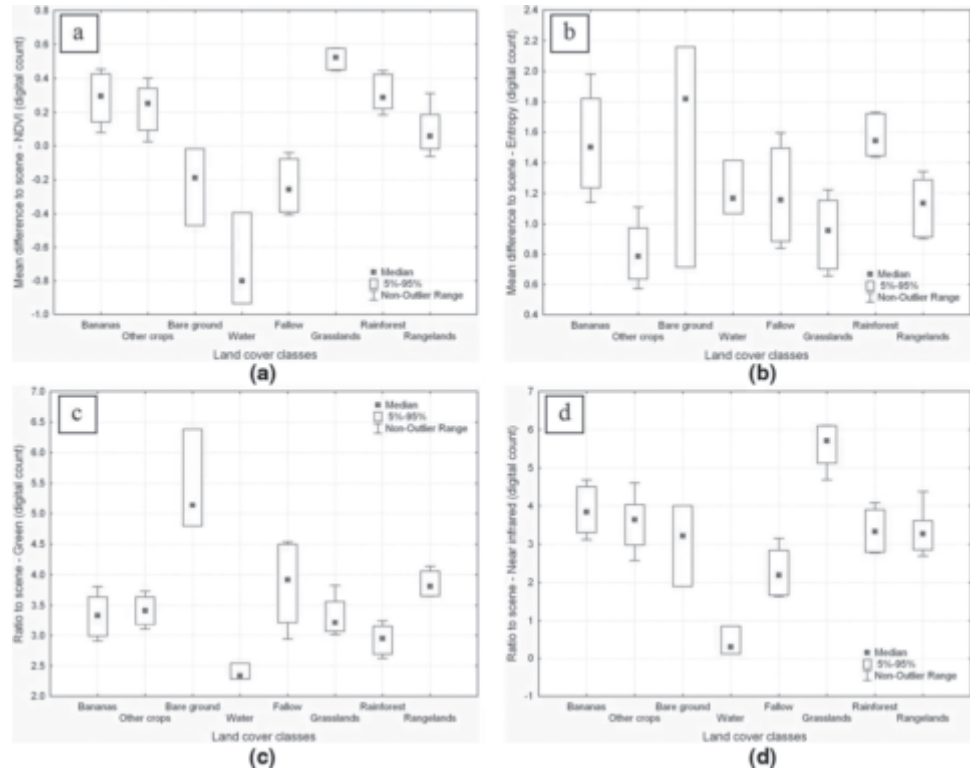 a
Mean difference to scene - NDVI (digital count)
0.8
0.6
0.4
0.2
0.0
-0.2
-0.4
-0.6
-0.8
-1.0
Median
5%-95%
Non-Outlier Range
Bananas Bare ground Fallow Rainforest
Other crops Water Grasslands Rangelands
Land cover classes
(a)
b
Mean difference to scene - Entropy (digital count)
2.4
2.2
2.0
1.8
1.6
1.4
1.2
1.0
0.8
0.6
0.4
Median
5%-95%
Non-Outlier Range
Bananas Bare ground Fallow Rainforest
Other crops Water Grasslands Rangelands
Land cover classes
(b)
c
Ratio to scene - Green (digital count)
7.0
6.5
6.0
5.5
5.0
4.5
4.0
3.5
3.0
2.5
2.0
Median
5%-95%
Non-Outlier Range
Bananas Bare ground Fallow Rainforest
Other crops Water Grasslands Rangelands
Land cover classes
(c)
d
Ratio to scene - Near infrared (digital count)
7
6
5
4
3
2
1
0
-1
Median
5%-95%
Non-Outlier Range
Bananas Bare ground Fallow Rainforest
Other crops Water Grasslands Rangelands
Land cover classes
(d)